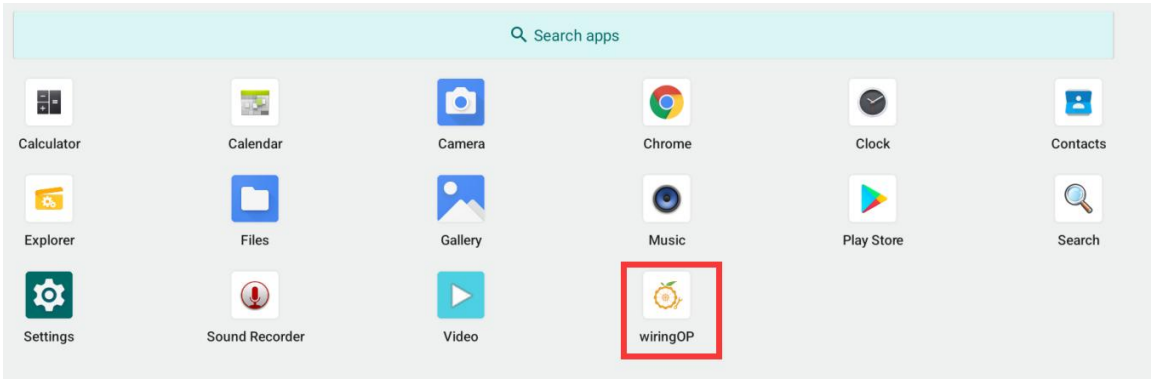 Search apps
Calculator
Calendar
Camera
Chrome
Clock
Contacts
Explorer
Files
Gallery
Music
Play Store
Search
Settings
Sound Recorder
Video
wiringOP